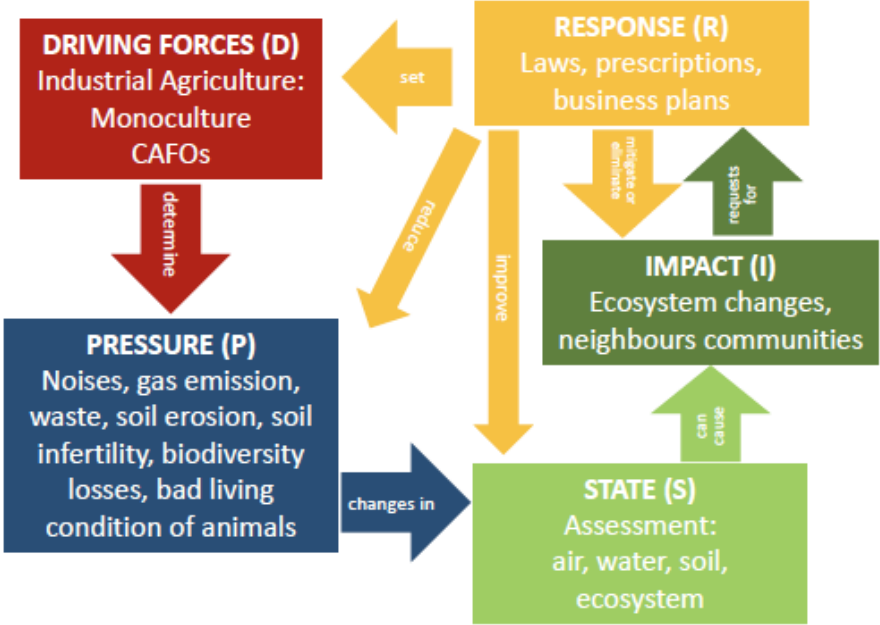 DRIVING FORCES (D)
Industrial Agriculture:
Monoculture
CAFOs
set
RESPONSE (R)
Laws, prescriptions,
business plans
determine
reduce
improve
mitigate or
eliminate
requests
for
IMPACT (I)
Ecosystem changes,
neighbours communities
PRESSURE (P)
Noises, gas emission,
waste, soil erosion, soil
infertility, biodiversity
losses, bad living
condition of animals
changes in
can
cause
STATE (S)
Assessment:
air, water, soil,
ecosystem